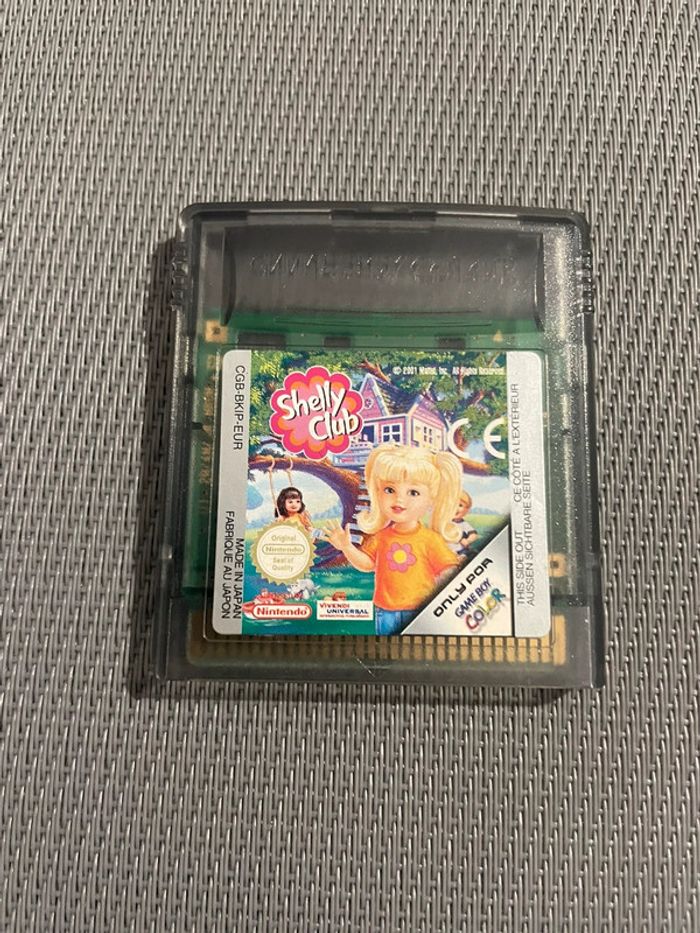 GAME BOY COLOR
CGB-BKIP-EUR
MADE IN JAPAN
FABRIQUE AU JAPON
© 2001 Mattel, Inc. All Rights Reserved.
Shelly
Club
CE
Original
Nintendo
Seal of
Quality
Nintendo
VIVENDI
UNIVERSAL
ONLY FOR
GAME BOY
COLOR
THIS SIDE OUT CE COTÉ A L'EXTERIEUR
AUSSEN SICHTBARE SEITE